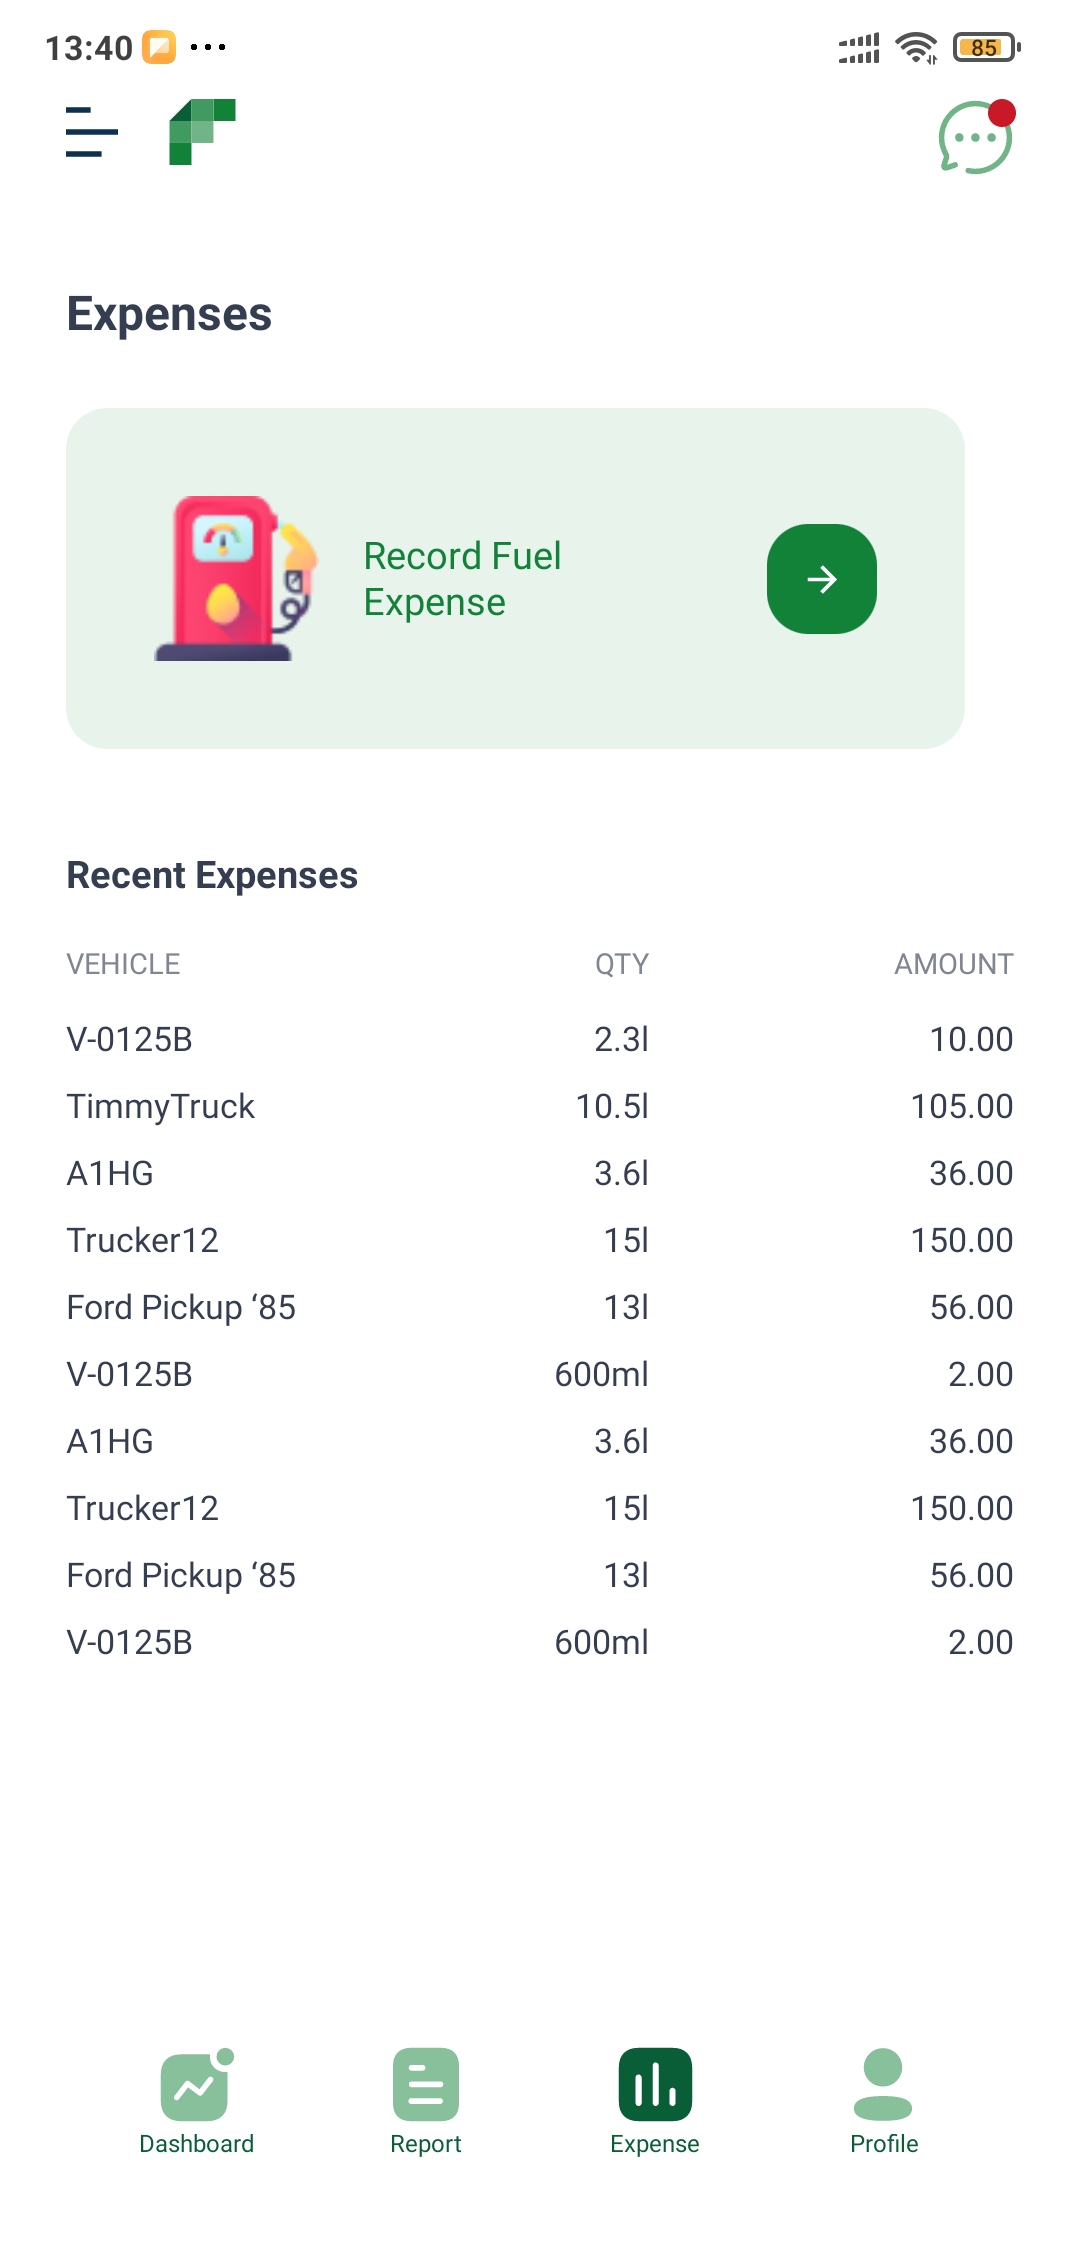 13:40
85
Expenses
Record Fuel
Expense
Recent Expenses
VEHICLE QTY AMOUNT
V-0125B 2.3l 10.00
TimmyTruck 10.5l 105.00
A1HG 3.6l 36.00
Trucker12 15l 150.00
Ford Pickup ‘85 13l 56.00
V-0125B 600ml 2.00
A1HG 3.6l 36.00
Trucker12 15l 150.00
Ford Pickup ‘85 13l 56.00
V-0125B 600ml 2.00
Dashboard Report Expense Profile